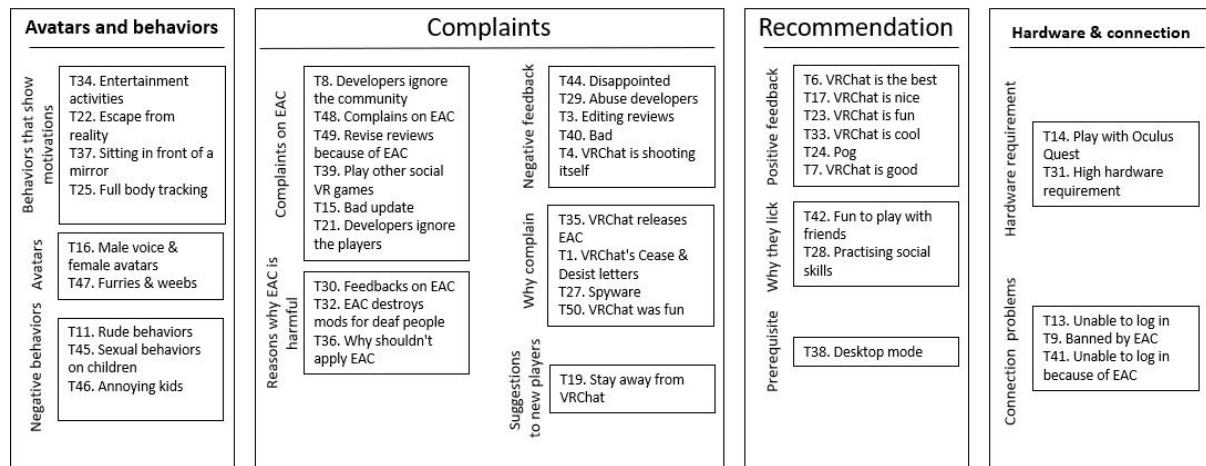 Avatars and behaviors
Behaviors that show
motivations
T34. Entertainment
activities
T22. Escape from
reality
T37. Sitting in front of a
mirror
T25. Full body tracking
Avatars
T16. Male voice &
female avatars
T47. Furries & weebs
Negative behaviors
T11. Rude behaviors
T45. Sexual behaviors
on children
T46. Annoying kids
Complaints
Complaints on EAC
T8. Developers ignore
the community
T48. Complains on EAC
T49. Revise reviews
because of EAC
T39. Play other social
VR games
T15. Bad update
T21. Developers ignore
the players
Reasons why EAC is
harmful
T30. Feedbacks on EAC
T32. EAC destroys
mods for deaf people
T36. Why shouldn't
apply EAC
Negative feedback
T44. Disappointed
T29. Abuse developers
T3. Editing reviews
T40. Bad
T4. VRChat is shooting
itself
Why complain
T35. VRChat releases
EAC
T1. VRChat's Cease &
Desist letters
T27. Spyware
T50. VRChat was fun
Suggestions
to new players
T19. Stay away from
VRChat
Recommendation
Positive feedback
T6. VRChat is the best
T17. VRChat is nice
T23. VRChat is fun
T33. VRChat is cool
T24. Pog
T7. VRChat is good
Why they lick
T42. Fun to play with
friends
T28. Practising social
skills
Prerequisite
T38. Desktop mode
Hardware & connection
Hardware requirement
T14. Play with Oculus
Quest
T31. High hardware
requirement
Connection problems
T13. Unable to log in
T9. Banned by EAC
T41. Unable to log in
because of EAC